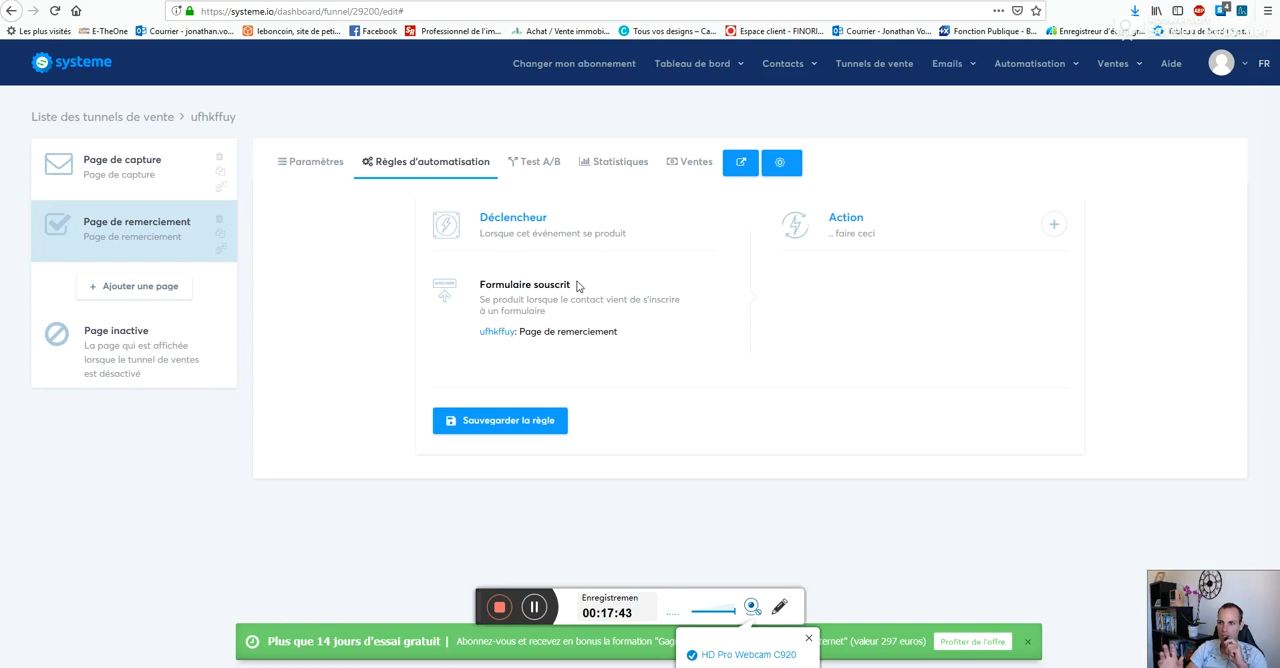 https://systeme.io/dashboard/funnel/29200/edit#
Les plus visités
E-TheOne
Courrier - jonathan.vo...
leboncoin, site de peti...
Facebook
Professionnel de l'im...
Achat / Vente immobi...
Tous vos designs – Ca...
Espace client - FINORI...
Courrier - Jonathan Vo...
Fonction Publique - B...
systeme
Changer mon abonnement
Tableau de bord
Contacts
Tunnels de vente
Emails
Automatisation
Ventes
Aide
FR
Liste des tunnels de vente > ufhkffuy
Page de capture
Page de capture
Page de remerciement
Page de remerciement
+ Ajouter une page
Page inactive
La page qui est affichée
lorsque le tunnel de ventes
est désactivé
Paramètres
Règles d'automatisation
Test A/B
Statistiques
Ventes
Déclencheur
Lorsque cet événement se produit
Action
.. faire ceci
Formulaire souscrit
Se produit lorsque le contact vient de s'inscrire
à un formulaire
ufhkffuy: Page de remerciement
Sauvegarder la règle
Enregistremen
00:17:43
Plus que 14 jours d'essai gratuit | Abonnez-vous et recevez en bonus la formation "Gag
ternet" (valeur 297 euros)
Profiter de l'offre
HD Pro Webcam C920